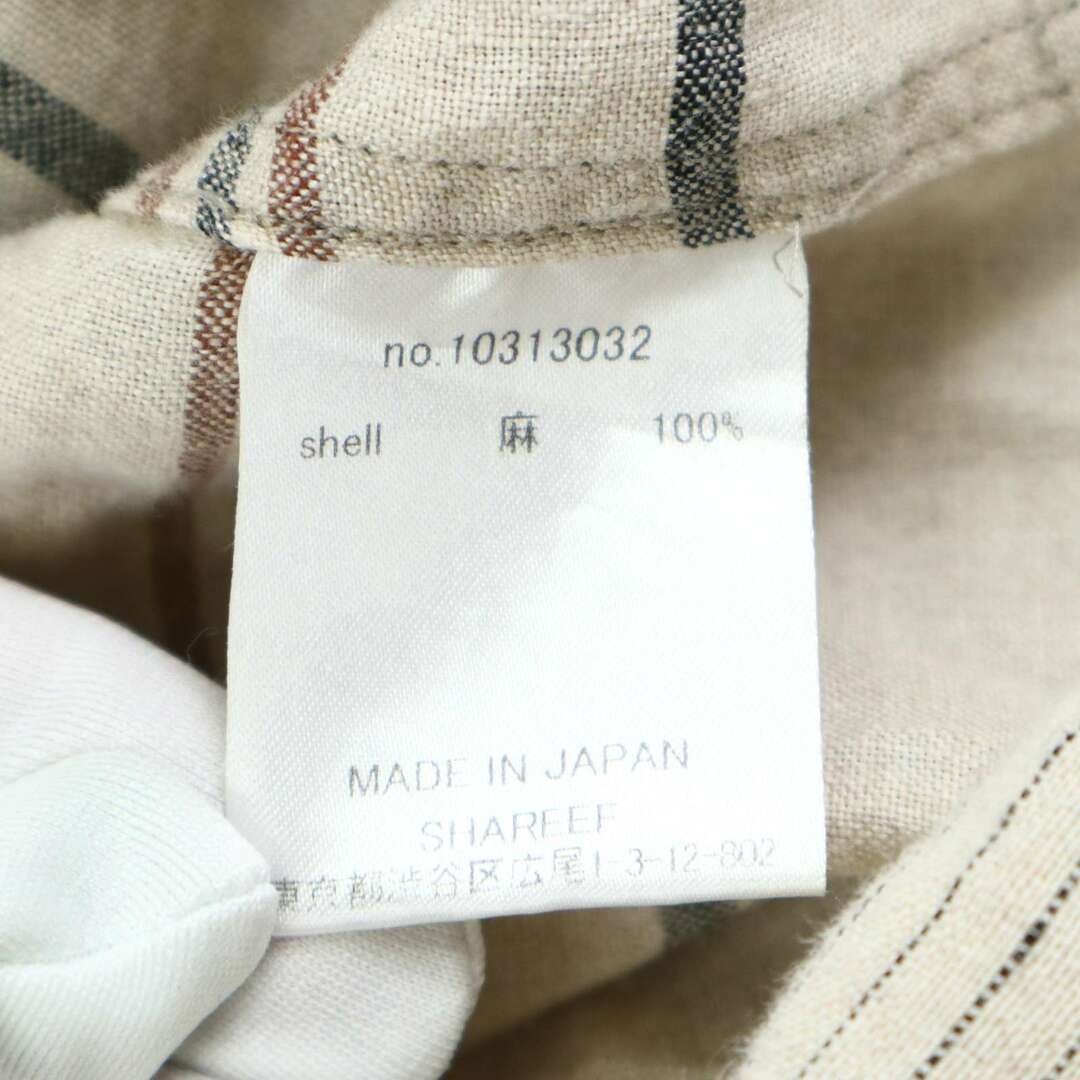 no.10313032
shell 麻 100%
MADE IN JAPAN
SHAREEF
東京都渋谷区広尾1-3-12-802